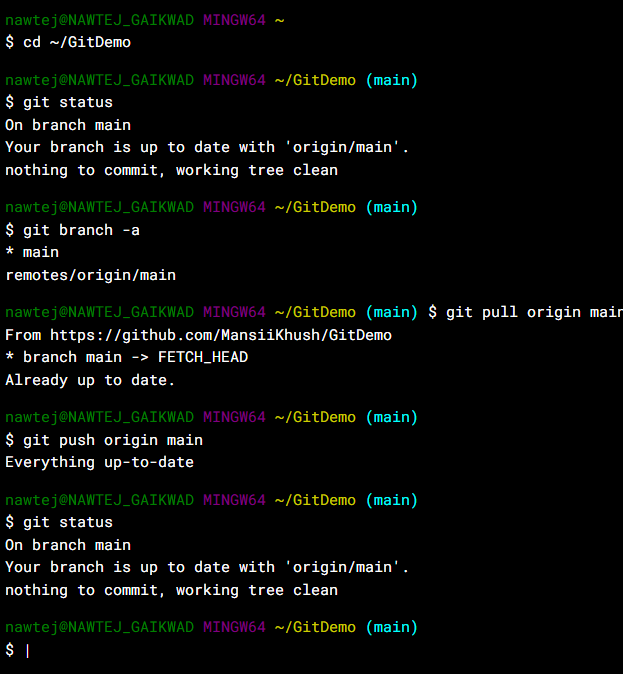 nawtej@NAWTEJ_GAIKWAD MINGW64 ~
$ cd ~/GitDemo
nawtej@NAWTEJ_GAIKWAD MINGW64 ~/GitDemo (main)
$ git status
On branch main
Your branch is up to date with 'origin/main'.
nothing to commit, working tree clean
nawtej@NAWTEJ_GAIKWAD MINGW64 ~/GitDemo (main)
$ git branch -a
* main
remotes/origin/main
nawtej@NAWTEJ_GAIKWAD MINGW64 ~/GitDemo (main) $ git pull origin main
From https://github.com/MansiiKhush/GitDemo
* branch main -> FETCH_HEAD
Already up to date.
nawtej@NAWTEJ_GAIKWAD MINGW64 ~/GitDemo (main)
$ git push origin main
Everything up-to-date
nawtej@NAWTEJ_GAIKWAD MINGW64 ~/GitDemo (main)
$ git status
On branch main
Your branch is up to date with 'origin/main'.
nothing to commit, working tree clean
nawtej@NAWTEJ_GAIKWAD MINGW64 ~/GitDemo (main)
$